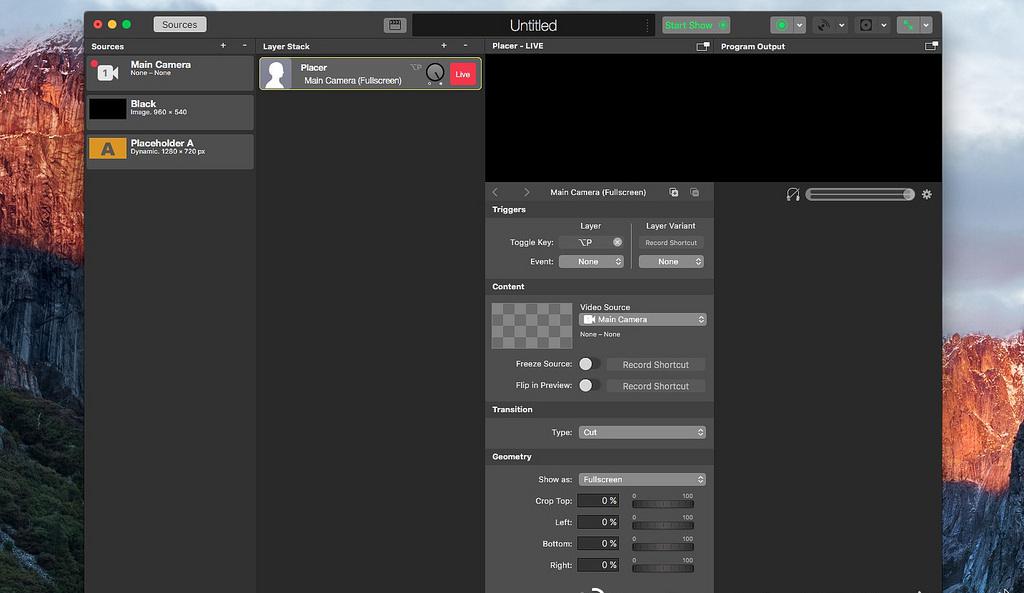 Sources
Untitled
Start Show
Sources + -
Layer Stack + -
Placer - LIVE
Program Output
1
Main Camera
None – None
Black
Image. 960 × 540
A
Placeholder A
Dynamic. 1280 × 720 px
Placer
⌥P
Main Camera (Fullscreen)
Live
Main Camera (Fullscreen)
Triggers
Layer
Layer Variant
Toggle Key: ⌥P Record Shortcut
Event: None None
Content
Video Source
Main Camera
None – None
Freeze Source: Record Shortcut
Flip in Preview: Record Shortcut
Transition
Type: Cut
Geometry
Show as: Fullscreen
Crop Top: 0 % 0 100
Left: 0 % 0 100
Bottom: 0 % 0 100
Right: 0 % 0 100